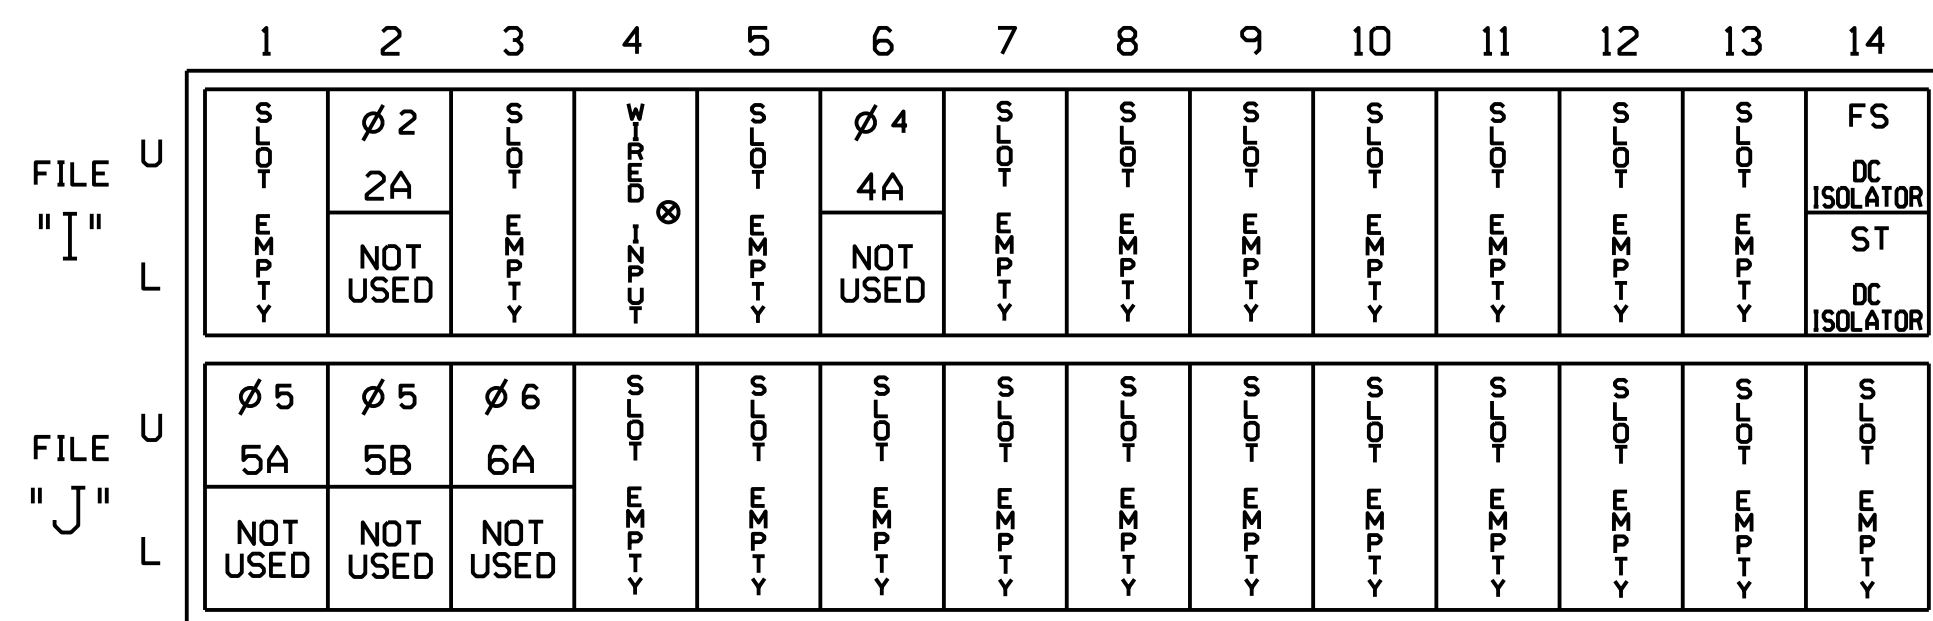 1 2 3 4 5 6 7 8 9 10 11 12 13 14
FILE
"I"
U
L
SLOT EMPTY
Ø 2
2A
NOT
USED
SLOT EMPTY
WIRED INPUT
SLOT EMPTY
Ø 4
4A
NOT
USED
SLOT EMPTY
SLOT EMPTY
SLOT EMPTY
SLOT EMPTY
SLOT EMPTY
SLOT EMPTY
SLOT EMPTY
FS
DC
ISOLATOR
ST
DC
ISOLATOR
FILE
"J"
U
L
Ø 5
5A
NOT
USED
Ø 5
5B
NOT
USED
Ø 6
6A
NOT
USED
SLOT EMPTY
SLOT EMPTY
SLOT EMPTY
SLOT EMPTY
SLOT EMPTY
SLOT EMPTY
SLOT EMPTY
SLOT EMPTY
SLOT EMPTY
SLOT EMPTY
SLOT EMPTY